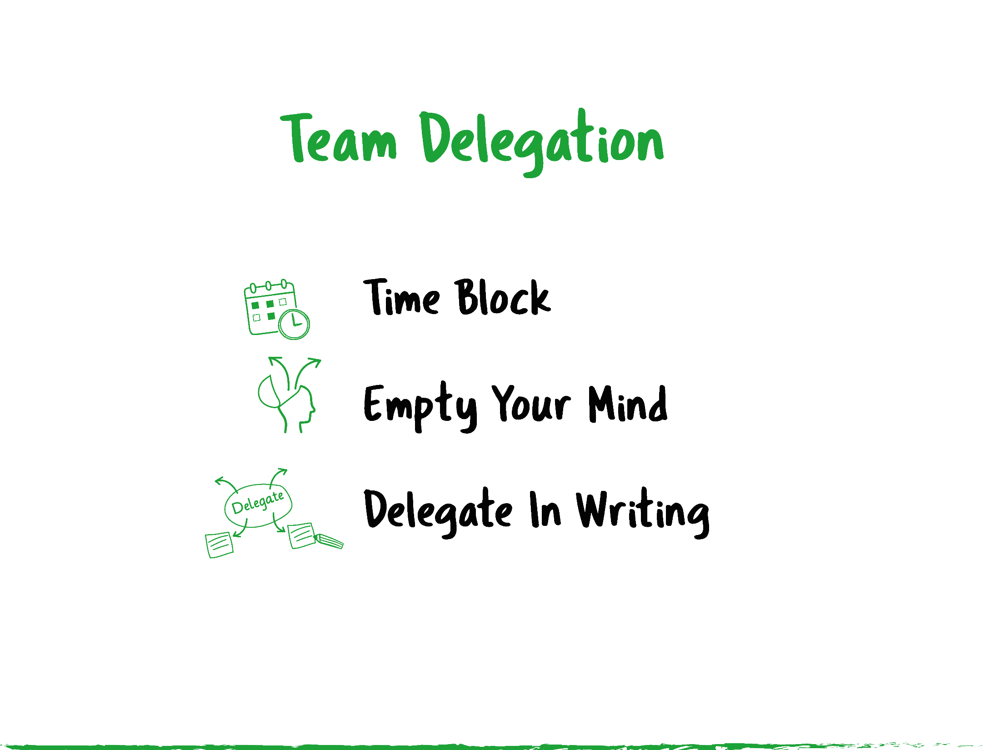 Team Delegation
Time Block
Empty Your Mind
Delegate
Delegate In Writing